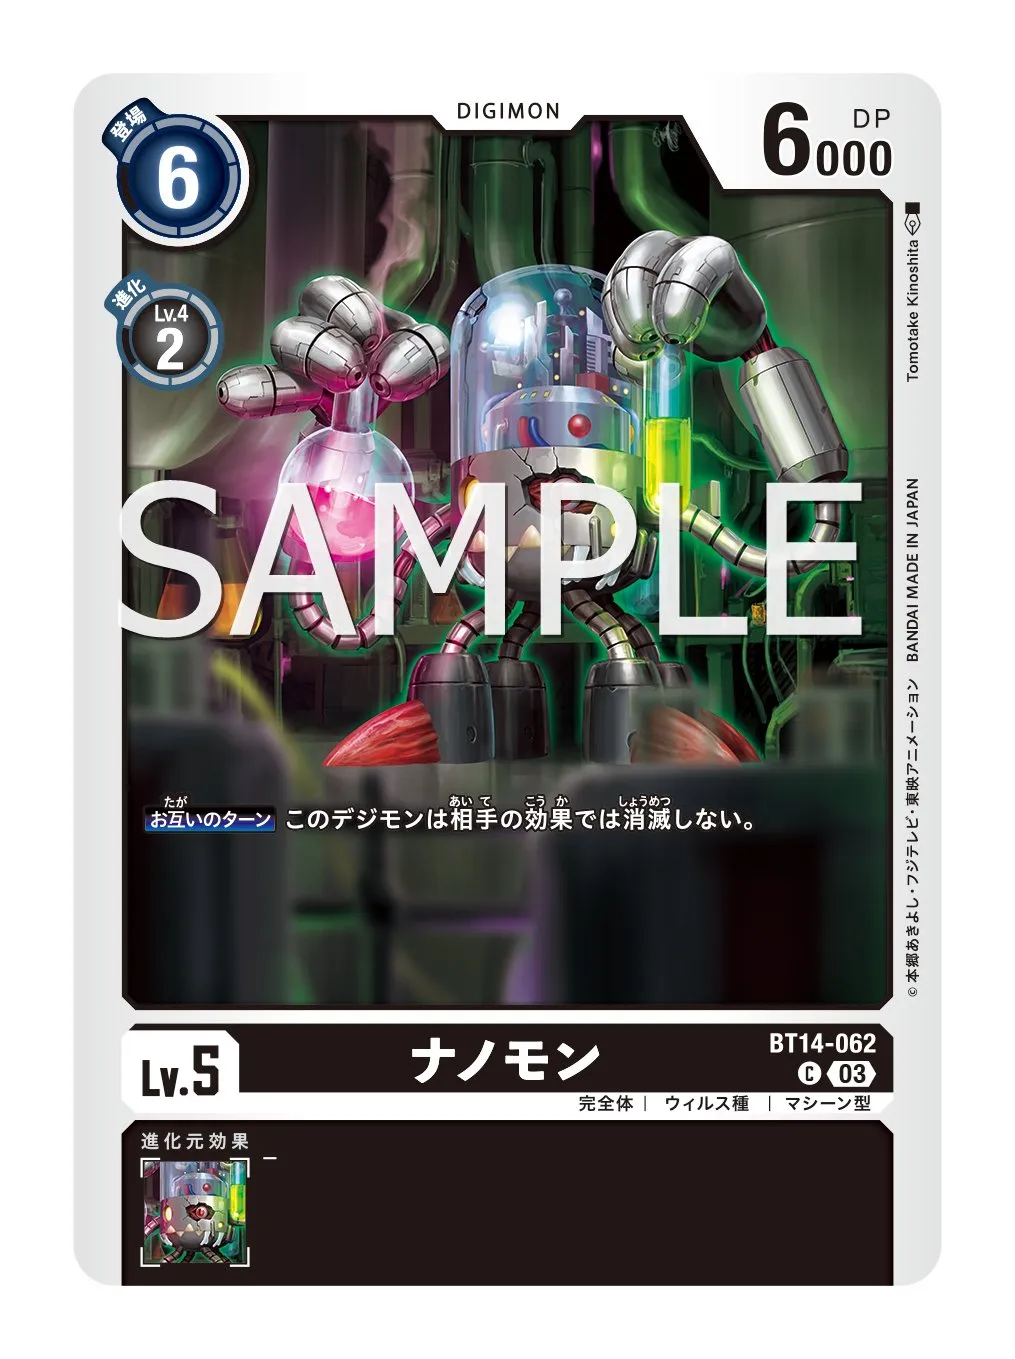 DIGIMON
登場
6
6000
DP
進化
Lv.4
2
Tomotake Kinoshita
SAMPLE
BANDAI MADE IN JAPAN
© 本郷あきよし・フジテレビ・東映アニメーション
お互いのターン このデジモンは相手の効果では消滅しない。
たが あいて こうか しょうめつ
Lv.5
ナノモン
BT14-062
C 03
完全体 | ウィルス種 | マシーン型
進化元効果
–